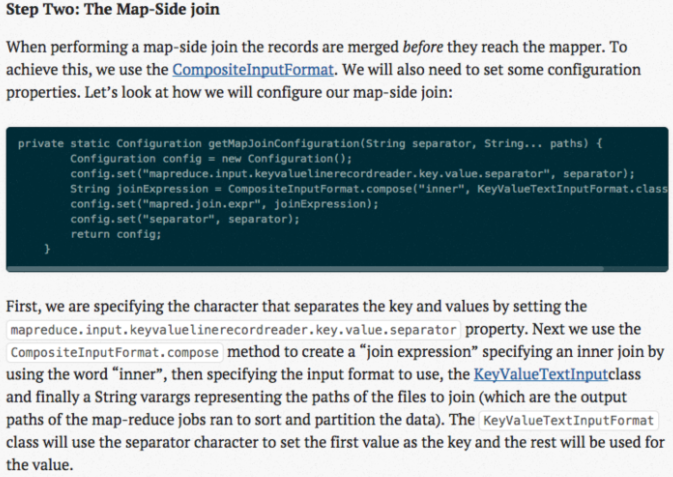 Step Two: The Map-Side join
When performing a map-side join the records are merged before they reach the mapper. To
achieve this, we use the CompositeInputFormat. We will also need to set some configuration
properties. Let's look at how we will configure our map-side join:
private static Configuration getMapJoinConfiguration(String separator, String... paths) {
Configuration config = new Configuration();
config.set("mapreduce.input.keyvaluelinerecordreader.key.value.separator", separator);
String joinExpression = CompositeInputFormat.compose("inner", KeyValueTextInputFormat.class
config.set("mapred.join.expr", joinExpression);
config.set("separator", separator);
return config;
}
First, we are specifying the character that separates the key and values by setting the
mapreduce.input.keyvaluelinerecordreader.key.value.separator property. Next we use the
CompositeInputFormat.compose method to create a “join expression” specifying an inner join by
using the word “inner”, then specifying the input format to use, the KeyValueTextInputclass
and finally a String varargs representing the paths of the files to join (which are the output
paths of the map-reduce jobs ran to sort and partition the data). The KeyValueTextInputFormat
class will use the separator character to set the first value as the key and the rest will be used for
the value.